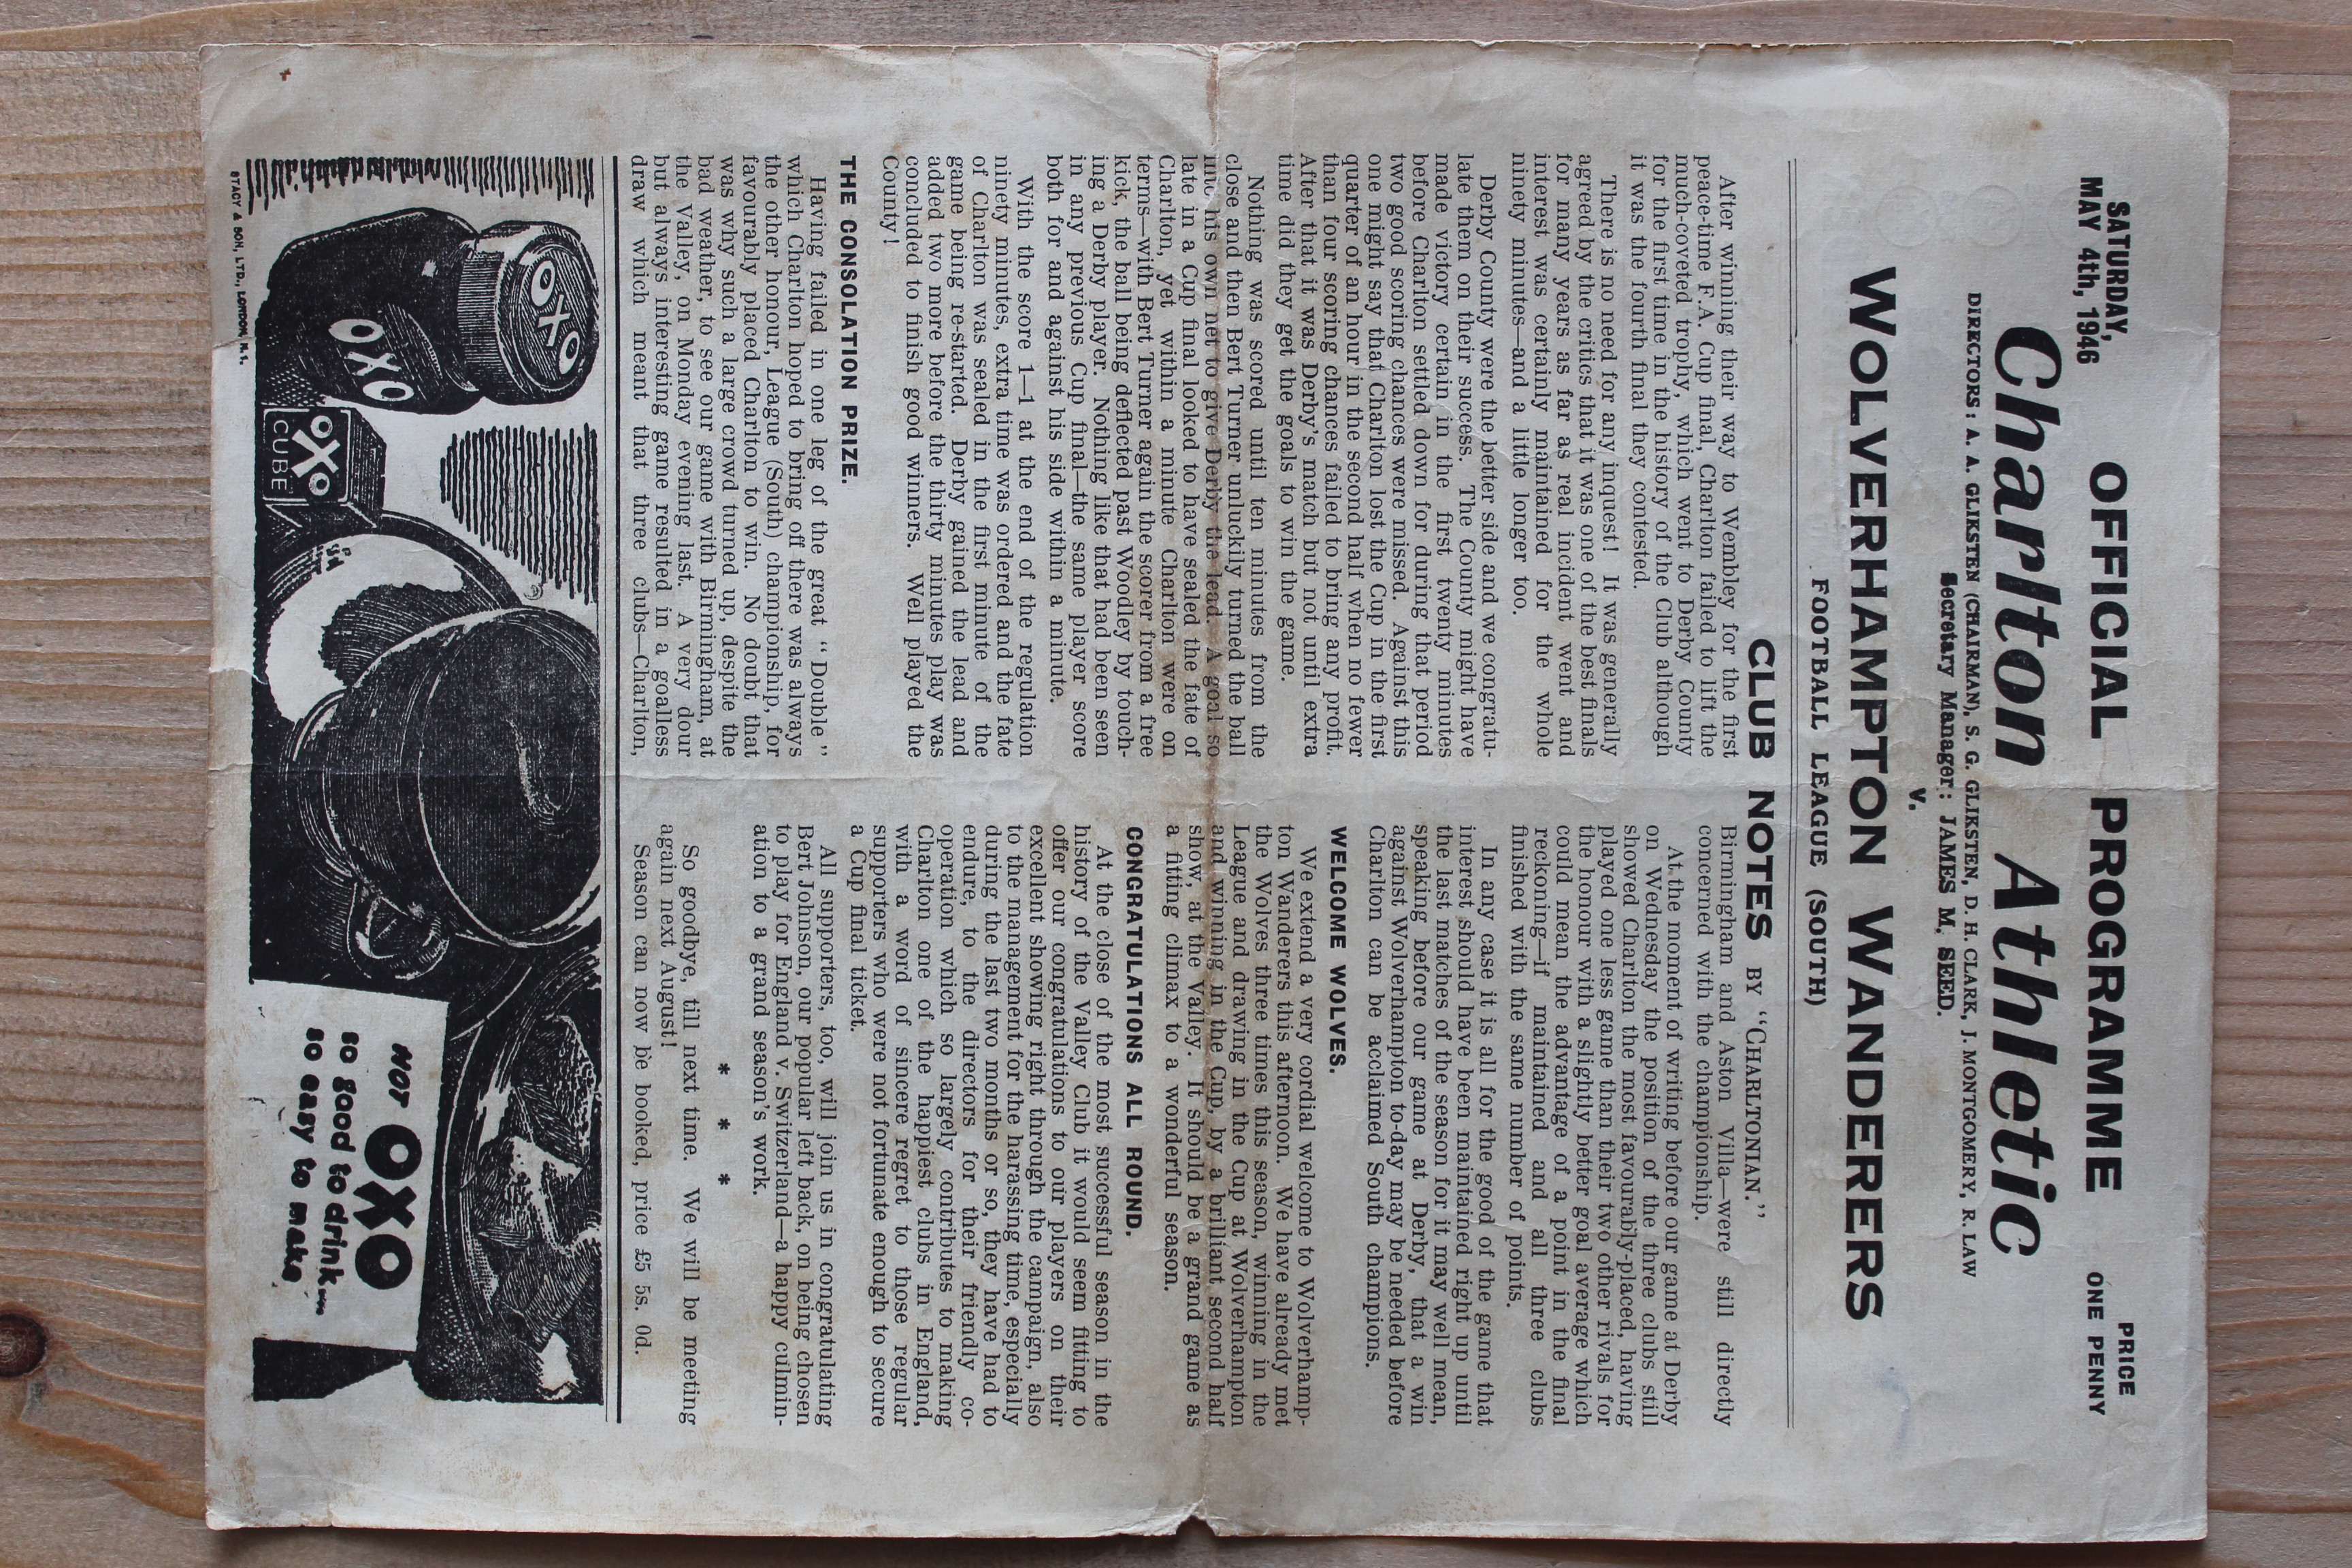 SATURDAY,
MAY 4th, 1946
OFFICIAL PROGRAMME
PRICE
ONE PENNY
Charlton Athletic
DIRECTORS: A. A. GLIKSTEN (CHAIRMAN), S. G. GLIKSTEN, D. H. CLARK, J. MONTGOMERY, R. LAW
Secretary Manager: JAMES M. SEED.
v.
WOLVERHAMPTON WANDERERS
FOOTBALL LEAGUE (SOUTH)
CLUB NOTES BY "CHARLTONIAN."
After winning their way to Wembley for the first
peace-time F.A. Cup final, Charlton failed to lift the
much-coveted trophy, which went to Derby County
for the first time in the history of the Club although
it was the fourth final they contested.
There is no need for any inquest! It was generally
agreed by the critics that it was one of the best finals
for many years as far as real incident went and
interest was certainly maintained for the whole
ninety minutes—and a little longer too.
Derby County were the better side and we congratu-
late them on their success. The County might have
made victory certain in the first twenty minutes
before Charlton settled down for during that period
two good scoring chances were missed. Against this
one might say that Charlton lost the Cup in the first
quarter of an hour in the second half when no fewer
than four scoring chances failed to bring any profit.
After that it was Derby's match but not until extra
time did they get the goals to win the game.
Nothing was scored until ten minutes from the
close and then Bert Turner unluckily turned the ball
into his own net to give Derby the lead. A goal so
late in a Cup final looked to have sealed the fate of
Charlton, yet within a minute Charlton were on
terms—with Bert Turner again the scorer from a free
kick, the ball being deflected past Woodley by touch-
ing a Derby player. Nothing like that had been seen
in any previous Cup final—the same player score
both for and against his side within a minute.
With the score 1—1 at the end of the regulation
ninety minutes, extra time was ordered and the fate
of Charlton was sealed in the first minute of the
game being re-started. Derby gained the lead and
added two more before the thirty minutes play was
concluded to finish good winners. Well played the
County!
THE CONSOLATION PRIZE.
Having failed in one leg of the great "Double"
which Charlton hoped to bring off there was always
the other honour, League (South) championship, for
favourably placed Charlton to win. No doubt that
was why such a large crowd turned up, despite the
bad weather, to see our game with Birmingham, at
the Valley, on Monday evening last. A very dour
but always interesting game resulted in a goalless
draw which meant that three clubs—Charlton,
Birmingham and Aston Villa—were still directly
concerned with the championship.
At the moment of writing before our game at Derby
on Wednesday the position of the three clubs still
showed Charlton the most favourably-placed, having
played one less game than their two other rivals for
the honour with a slightly better goal average which
could mean the advantage of a point in the final
reckoning—if maintained and all three clubs
finished with the same number of points.
In any case it is all for the good of the game that
interest should have been maintained right up until
the last matches of the season for it may well mean,
speaking before our game at Derby, that a win
against Wolverhampton to-day may be needed before
Charlton can be acclaimed South champions.
WELCOME WOLVES.
We extend a very cordial welcome to Wolverhamp-
ton Wanderers this afternoon. We have already met
the Wolves three times this season, winning in the
League and drawing in the Cup at Wolverhampton
and winning in the Cup, by a brilliant second half
show, at the Valley. It should be a grand game as
a fitting climax to a wonderful season.
CONGRATULATIONS ALL ROUND.
At the close of the most successful season in the
history of the Valley Club it would seem fitting to
offer our congratulations to our players on their
excellent showing right through the campaign, also
to the management for the harassing time, especially
during the last two months or so, they have had to
endure, to the directors for their friendly co-
operation which so largely contributes to making
Charlton one of the happiest clubs in England,
with a word of sincere regret to those regular
supporters who were not fortunate enough to secure
a Cup final ticket.
All supporters, too, will join us in congratulating
Bert Johnson, our popular left back, on being chosen
to play for England v. Switzerland—a happy culmin-
ation to a grand season's work.
* * *
So goodbye, till next time. We will be meeting
again next August!
Season can now be booked, price £5 5s. 0d.
OXO
OXO
OXO
CUBE
HOT OXO
so good to drink
so easy to make
STACY & SON, LTD., LONDON N.1.